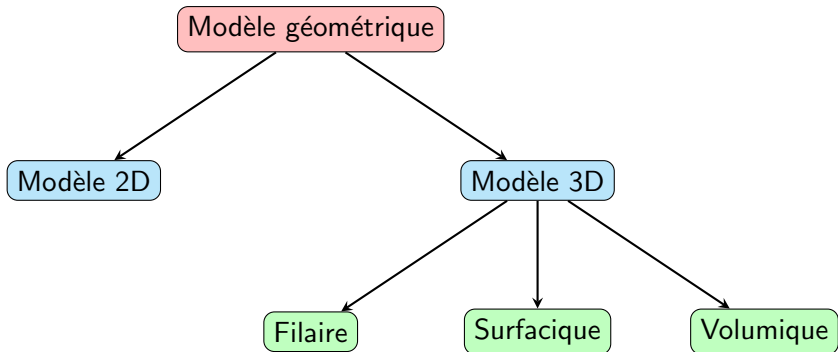 Modèle géométrique
Modèle 2D
Modèle 3D
Filaire
Surfacique
Volumique